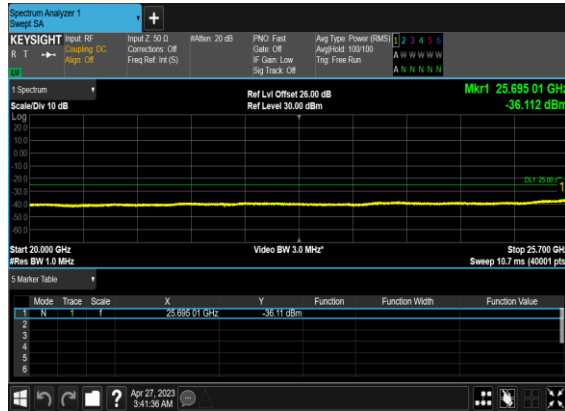 Spectrum Analyzer 1
Swept SA
+
KEYSIGHT Input: RF Input Z: 50 Ω #Atten: 20 dB PNO: Fast Avg Type: Power (RMS) 1 2 3 4 5 6
R T Coupling: DC Corrections: Off Gate: Off Avg|Hold: 100/100 A W W W W W
Align: Off Freq Ref: Int (S) IF Gain: Low Trig: Free Run
Sig Track: Off A N N N N N
1 Spectrum Ref Lvl Offset 26.00 dB Mkr1 25.695 01 GHz
Scale/Div 10 dB Ref Level 30.00 dBm -36.112 dBm
Log
20.0
10.0
0.00
-10.0
-20.0 DL1 -25.00
-30.0 1
-40.0
-50.0
-60.0
Start 20.000 GHz Video BW 3.0 MHz* Stop 25.700 GHz
#Res BW 1.0 MHz Sweep 10.7 ms (40001 pts
5 Marker Table
Mode Trace Scale X Y Function Function Width Function Value
1 N 1 f 25.695 01 GHz -36.11 dBm
2
3
4
5
6
? Apr 27, 2023
3:41:36 AM